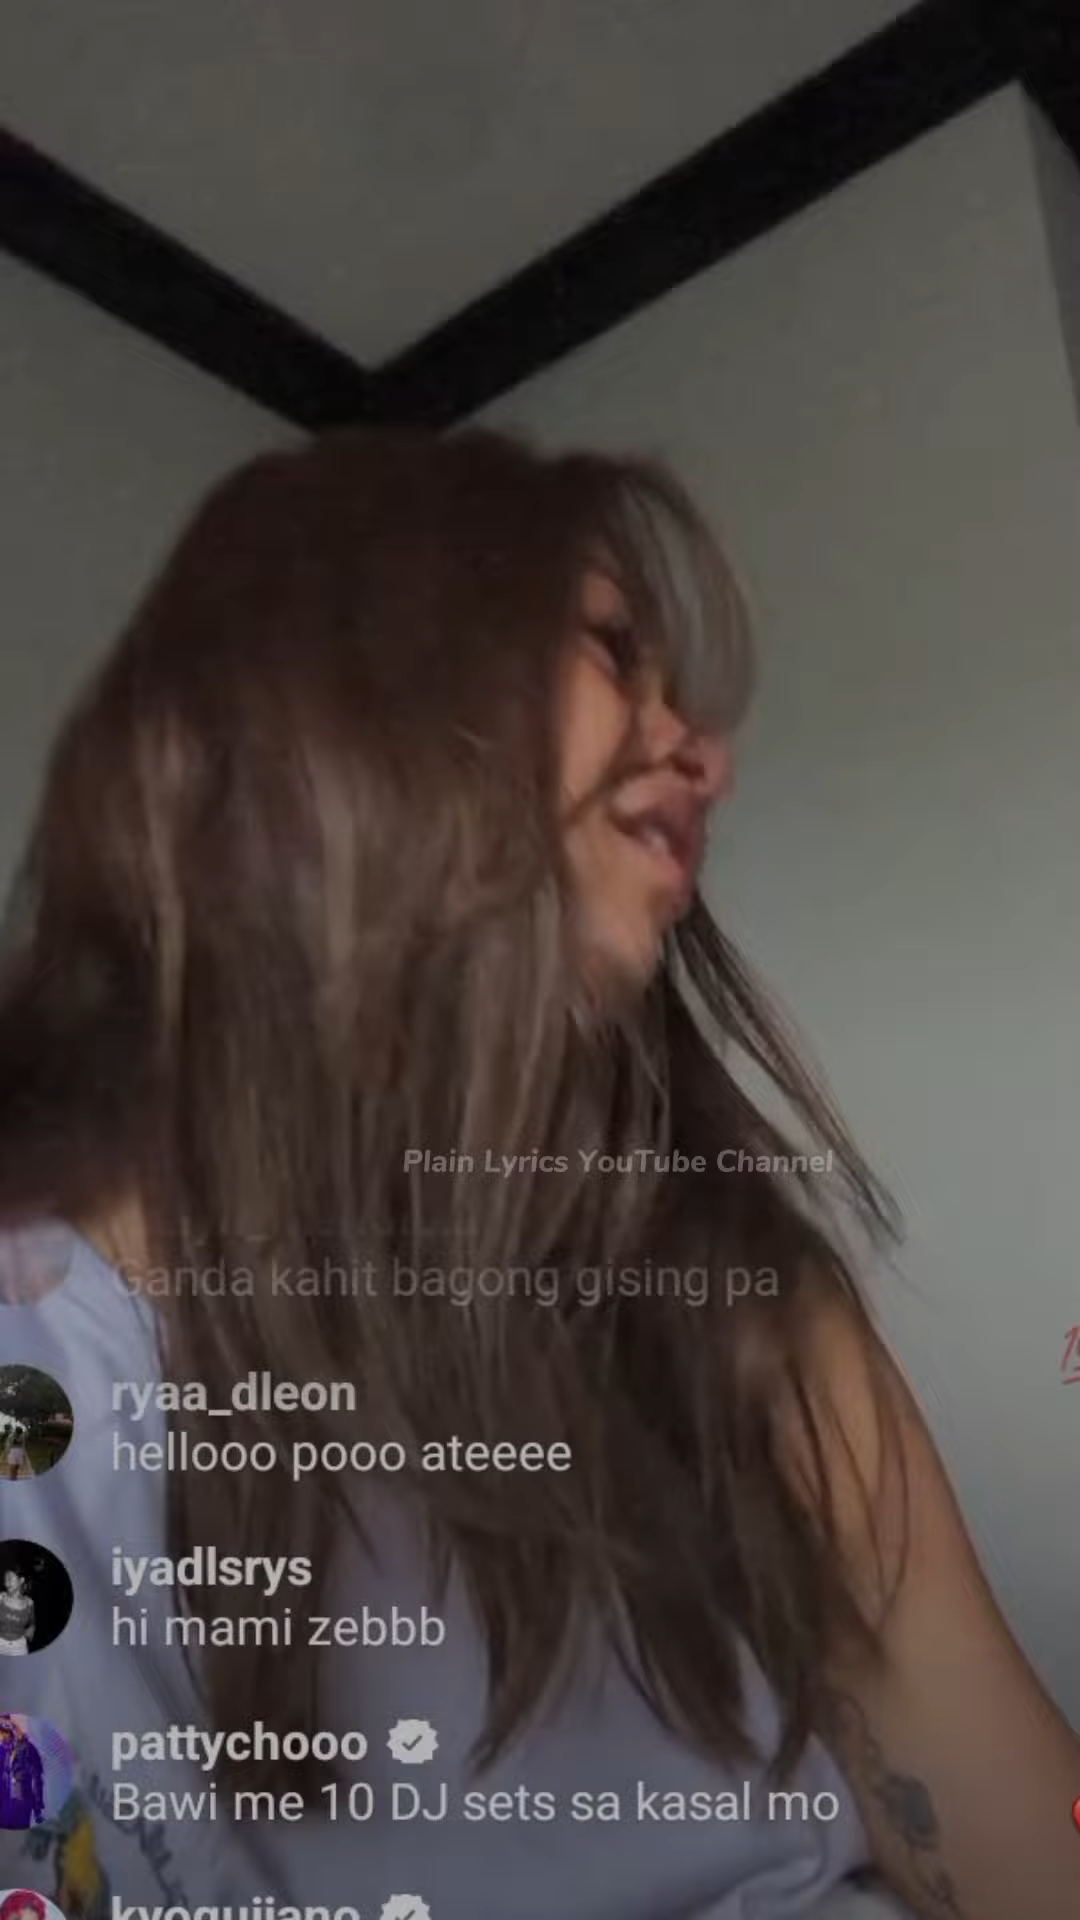 Plain Lyrics YouTube Channel
Ganda kahit bagong gising pa
ryaa_dleon
hellooo pooo ateeee
iyadlsrys
hi mami zebbb
pattychooo
Bawi me 10 DJ sets sa kasal mo
kyoquijano